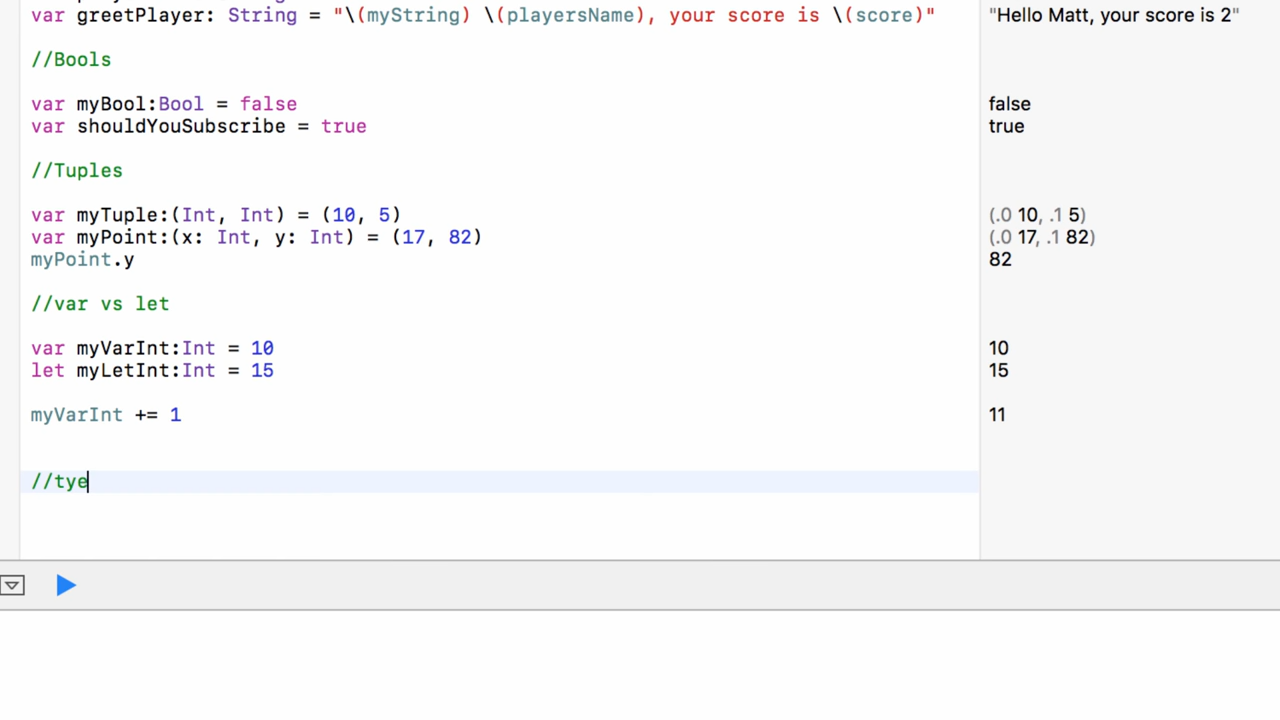 var greetPlayer: String = "\(myString) \(playersName), your score is \(score)" "Hello Matt, your score is 2"
//Bools
var myBool:Bool = false false
var shouldYouSubscribe = true true
//Tuples
var myTuple:(Int, Int) = (10, 5) (.0 10, .1 5)
var myPoint:(x: Int, y: Int) = (17, 82) (.0 17, .1 82)
myPoint.y 82
//var vs let
var myVarInt:Int = 10 10
let myLetInt:Int = 15 15
myVarInt += 1 11
//tye